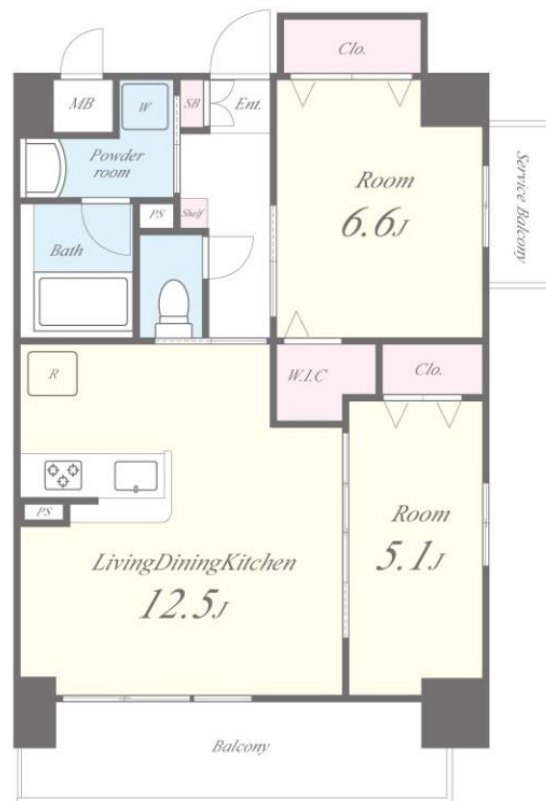 Clo.
MB
W
SB
Ent.
Powder
room
Room
6.6J
Service Balcony
PS
Shelf
Bath
R
W.I.C
Clo.
PS
Room
5.1J
LivingDiningKitchen
12.5J
Balcony